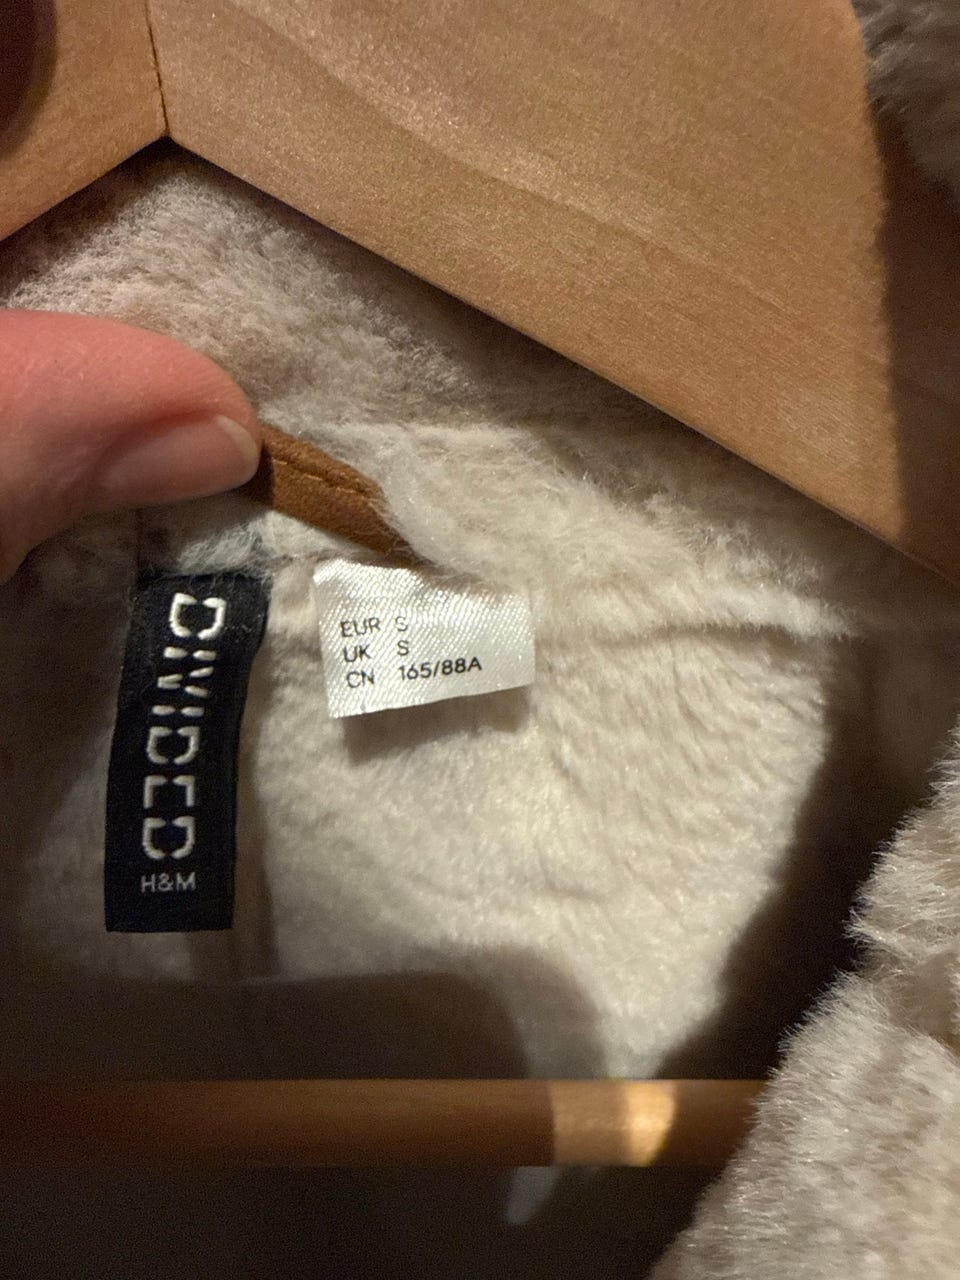 DIVIDED
H&M
EUR S
UK S
CN 165/88A